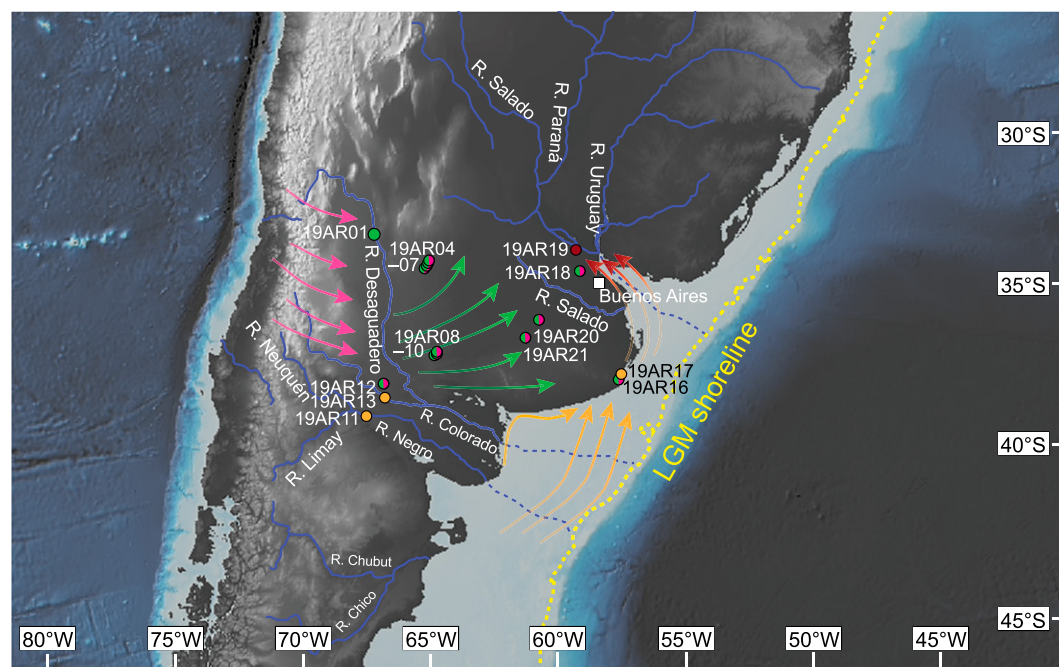 R. Salado
R. Paraná
R. Uruguay
30°S
19AR01
19AR04
–07
R. Desaguadero
19AR19
19AR18
35°S
Buenos Aires
R. Salado
19AR08
–10
19AR20
19AR21
R. Neuquén
19AR12
19AR13
19AR11
19AR17
19AR16
LGM shoreline
R. Colorado
R. Negro
R. Limay
40°S
R. Chubut
R. Chico
45°S
80°W
75°W
70°W
65°W
60°W
55°W
50°W
45°W